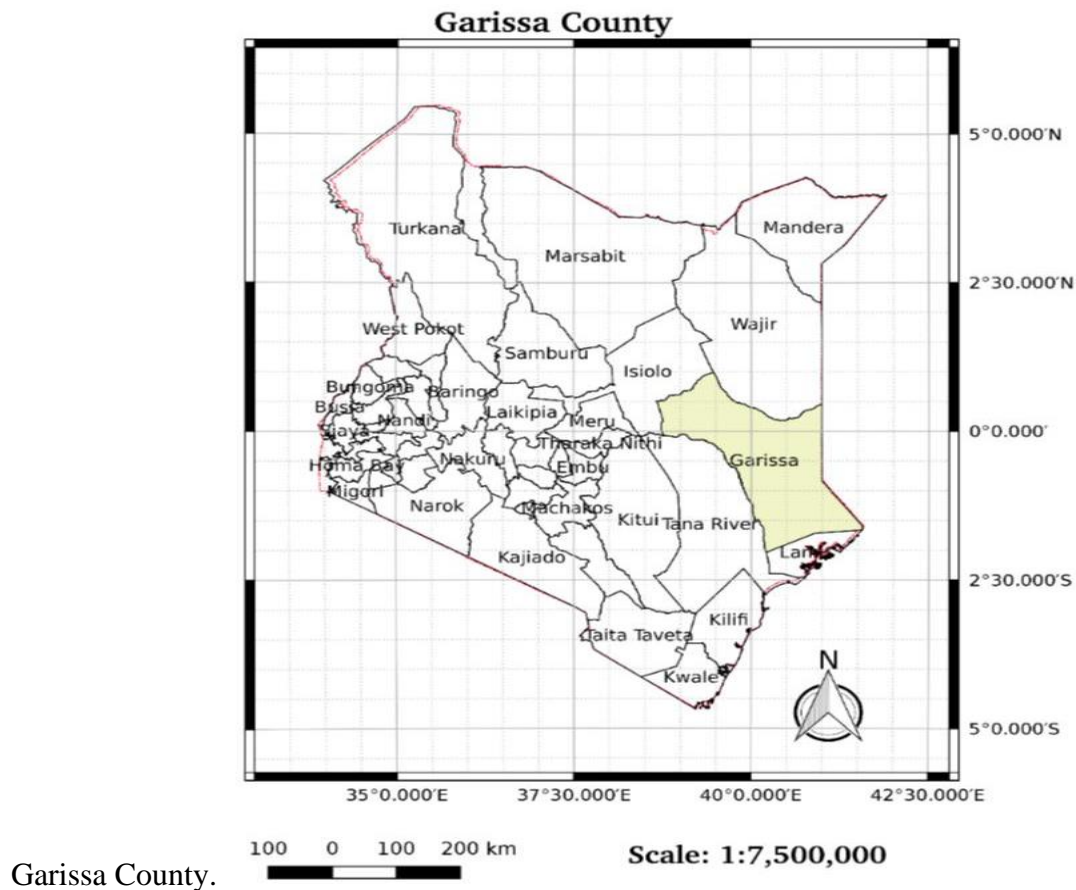 Garissa County
5°0.000′N
Turkana
Mandera
Marsabit
2°30.000′N
Wajir
West Pokot
Samburu
Isiolo
Bungoma
Baringo
Busia
Laikipia
Nandi
Meru
0°0.000′
Tharaka Nithi
Garissa
Nakuru
Homa Bay
Embu
Migori
Narok
Machakos
Kitui
Tana River
Kajiado
2°30.000′S
Kilifi
Taita Taveta
N
Kwale
5°0.000′S
35°0.000′E 37°30.000′E 40°0.000′E 42°30.000′E
100 0 100 200 km
Scale: 1:7,500,000
Garissa County.